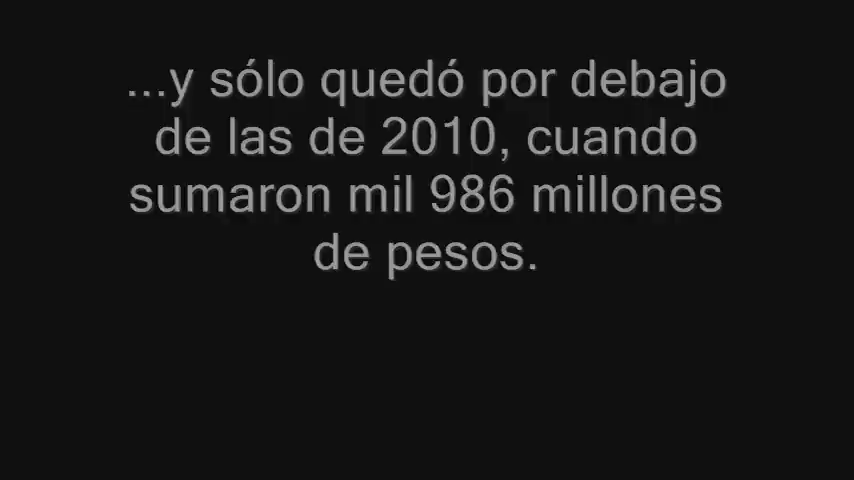 ...y sólo quedó por debajo
de las de 2010, cuando
sumaron mil 986 millones
de pesos.